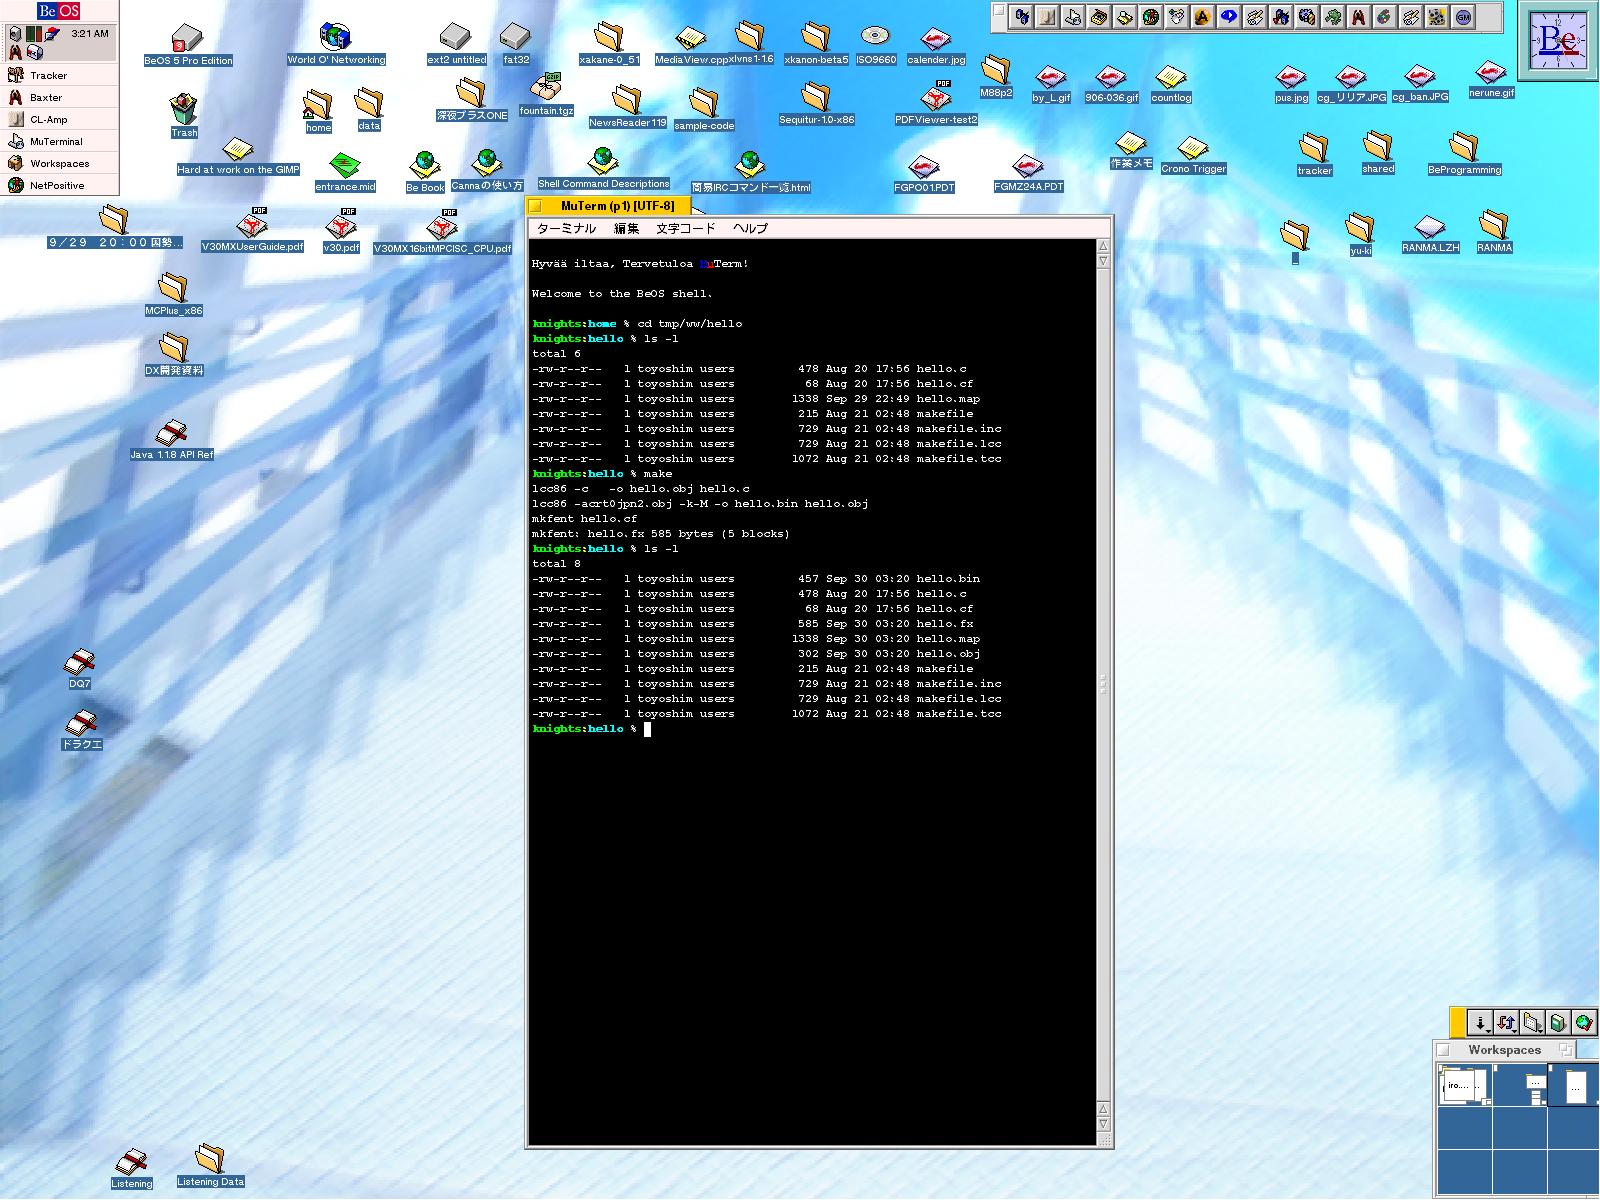 BeOS
3:21 AM
Tracker
Baxter
CL-Amp
MuTerminal
Workspaces
NetPositive
BeOS 5 Pro Edition
World O' Networking
ext2 untitled
fat32
xakane-0_51
MediaView.cpp
xlvns1-1.6
xkanon-beta5
ISO9660
calender.jpg
M88p2
by_L.gif
906-036.gif
countlog
pus.jpg
cg_リリア.JPG
cg_ban.JPG
nerune.gif
Trash
home
data
深夜プラスONE
GZIP
fountain.tgz
NewsReader119
sample-code
Sequitur-1.0-x86
PDF
PDFViewer-test2
Hard at work on the GIMP
entrance.mid
Be Book
Cannaの使い方
Shell Command Descriptions
簡易IRCコマンド一覧.html
FGPO01.PDT
FGMZ24A.PDT
作業メモ
Crono Trigger
tracker
shared
BeProgramming
9/29 20:00国勢...
PDF
V30MXUserGuide.pdf
PDF
v30.pdf
PDF
V30MX16bitMPCISC_CPU.pdf
yu-ki
RANMA.LZH
RANMA
MCPlus_x86
DX開発資料
Java 1.1.8 API Ref
DQ7
ドラクエ
Listening
Listening Data
MuTerm (p1) [UTF-8]
ターミナル 編集 文字コード ヘルプ
Hyvää iltaa, Tervetuloa MuTerm!
Welcome to the BeOS shell.
knights:home % cd tmp/ww/hello
knights:hello % ls -l
total 6
-rw-r--r-- 1 toyoshim users 478 Aug 20 17:56 hello.c
-rw-r--r-- 1 toyoshim users 68 Aug 20 17:56 hello.cf
-rw-r--r-- 1 toyoshim users 1338 Sep 29 22:49 hello.map
-rw-r--r-- 1 toyoshim users 215 Aug 21 02:48 makefile
-rw-r--r-- 1 toyoshim users 729 Aug 21 02:48 makefile.inc
-rw-r--r-- 1 toyoshim users 729 Aug 21 02:48 makefile.lcc
-rw-r--r-- 1 toyoshim users 1072 Aug 21 02:48 makefile.tcc
knights:hello % make
lcc86 -c -o hello.obj hello.c
lcc86 -acrt0jpn2.obj -k-M -o hello.bin hello.obj
mkfent hello.cf
mkfent: hello.fx 585 bytes (5 blocks)
knights:hello % ls -l
total 8
-rw-r--r-- 1 toyoshim users 457 Sep 30 03:20 hello.bin
-rw-r--r-- 1 toyoshim users 478 Aug 20 17:56 hello.c
-rw-r--r-- 1 toyoshim users 68 Aug 20 17:56 hello.cf
-rw-r--r-- 1 toyoshim users 585 Sep 30 03:20 hello.fx
-rw-r--r-- 1 toyoshim users 1338 Sep 30 03:20 hello.map
-rw-r--r-- 1 toyoshim users 302 Sep 30 03:20 hello.obj
-rw-r--r-- 1 toyoshim users 215 Aug 21 02:48 makefile
-rw-r--r-- 1 toyoshim users 729 Aug 21 02:48 makefile.inc
-rw-r--r-- 1 toyoshim users 729 Aug 21 02:48 makefile.lcc
-rw-r--r-- 1 toyoshim users 1072 Aug 21 02:48 makefile.tcc
knights:hello %
GM
12
Be
Workspaces
iro....
...
...